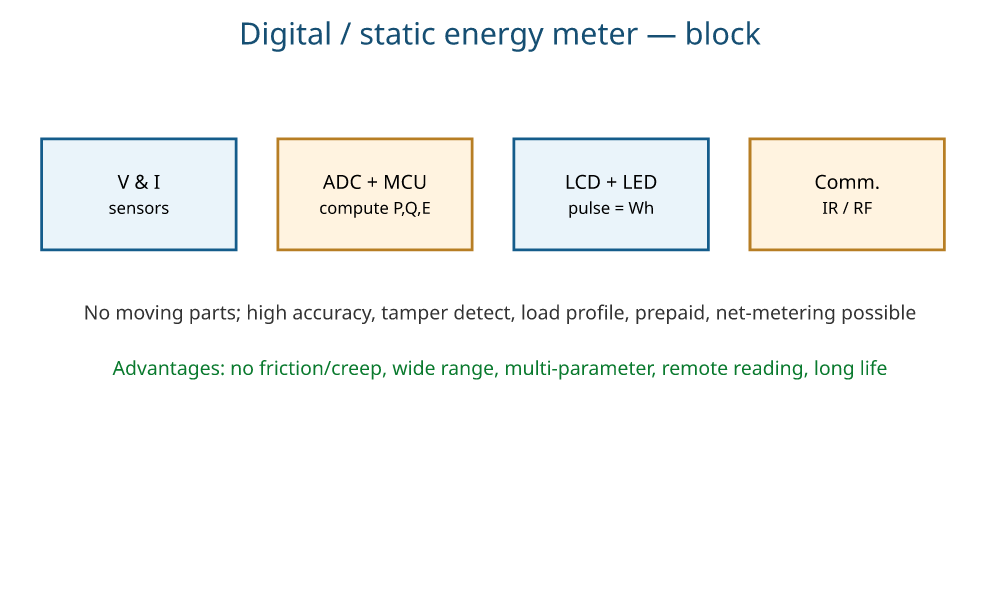 Digital / static energy meter — block
V & I
sensors
ADC + MCU
compute P,Q,E
LCD + LED
pulse = Wh
Comm.
IR / RF
No moving parts; high accuracy, tamper detect, load profile, prepaid, net-metering possible
Advantages: no friction/creep, wide range, multi-parameter, remote reading, long life